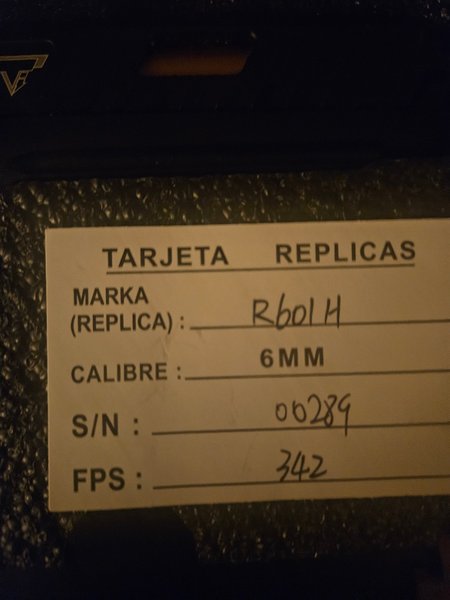 TARJETA REPLICAS
MARKA
(REPLICA) : R601H
CALIBRE : 6MM
S/N : 00289
FPS : 342